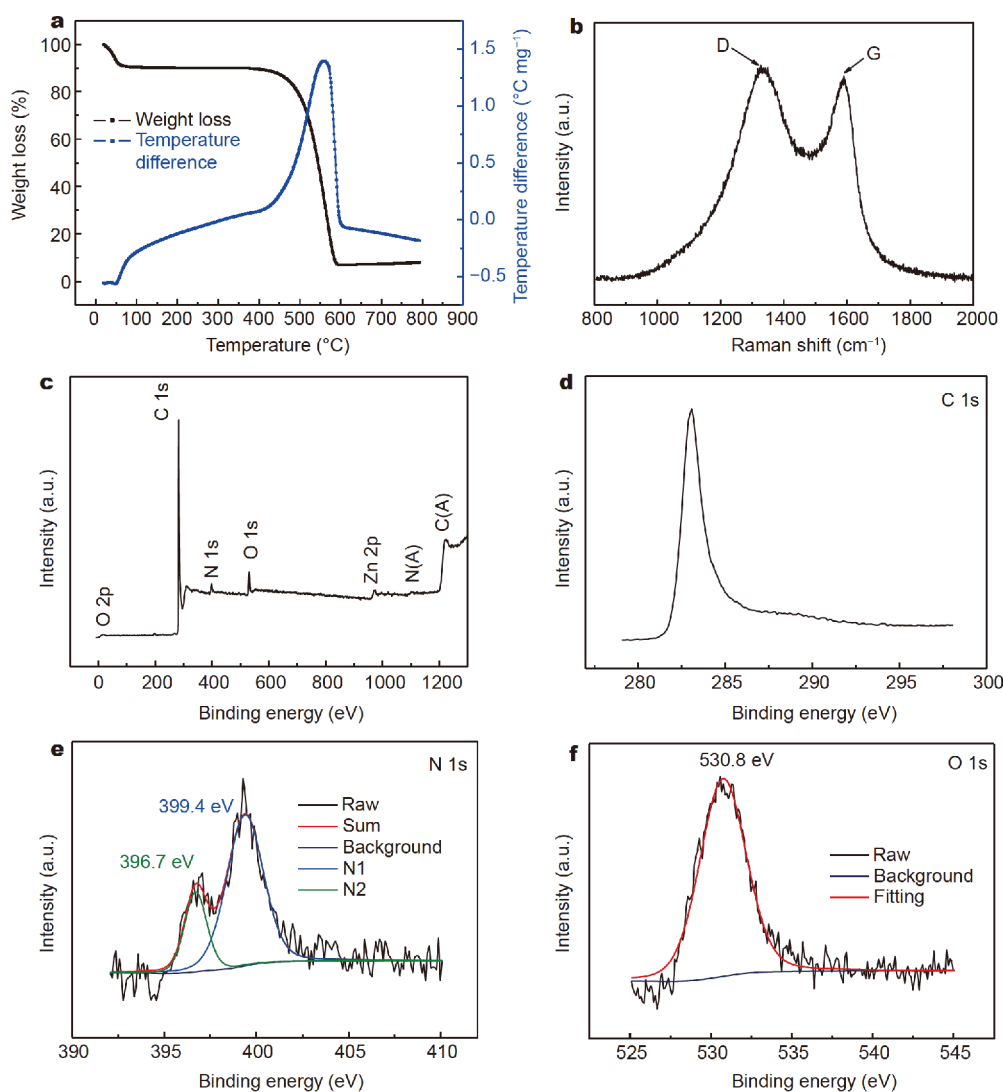 a
Weight loss (%)
100
80
60
40
20
0
Weight loss
Temperature
difference
1.5
1.0
0.5
0.0
−0.5
Temperature difference (°C mg⁻¹)
0 100 200 300 400 500 600 700 800 900
Temperature (°C)
b
D
G
Intensity (a.u.)
800 1000 1200 1400 1600 1800 2000
Raman shift (cm⁻¹)
c
Intensity (a.u.)
O 2p
C 1s
N 1s
O 1s
Zn 2p
N(A)
C(A)
0 200 400 600 800 1000 1200
Binding energy (eV)
d
C 1s
Intensity (a.u.)
280 285 290 295 300
Binding energy (eV)
e
N 1s
399.4 eV
396.7 eV
Raw
Sum
Background
N1
N2
Intensity (a.u.)
390 395 400 405 410
Binding energy (eV)
f
530.8 eV
O 1s
Raw
Background
Fitting
Intensity (a.u.)
525 530 535 540 545
Binding energy (eV)